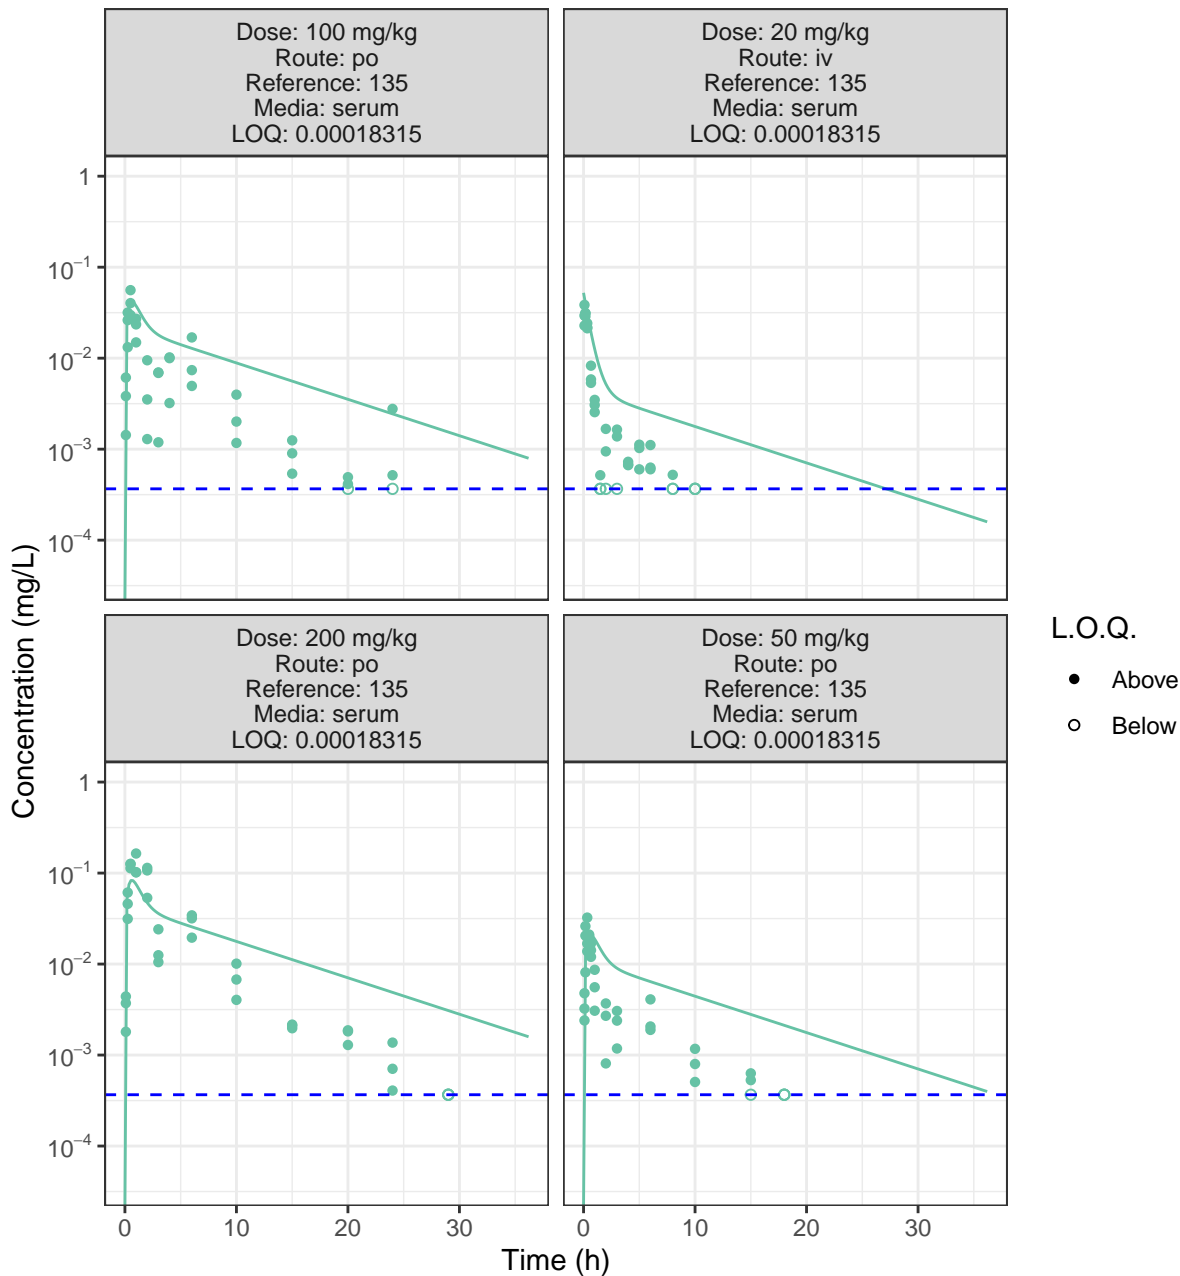 Dose: 100 mg/kg
Route: po
Reference: 135
Media: serum
LOQ: 0.00018315
Dose: 20 mg/kg
Route: iv
Reference: 135
Media: serum
LOQ: 0.00018315
1
10⁻¹
10⁻²
10⁻³
10⁻⁴
Dose: 200 mg/kg
Route: po
Reference: 135
Media: serum
LOQ: 0.00018315
Dose: 50 mg/kg
Route: po
Reference: 135
Media: serum
LOQ: 0.00018315
1
10⁻¹
10⁻²
10⁻³
10⁻⁴
0 10 20 30
0 10 20 30
Time (h)
Concentration (mg/L)
L.O.Q.
Above
Below